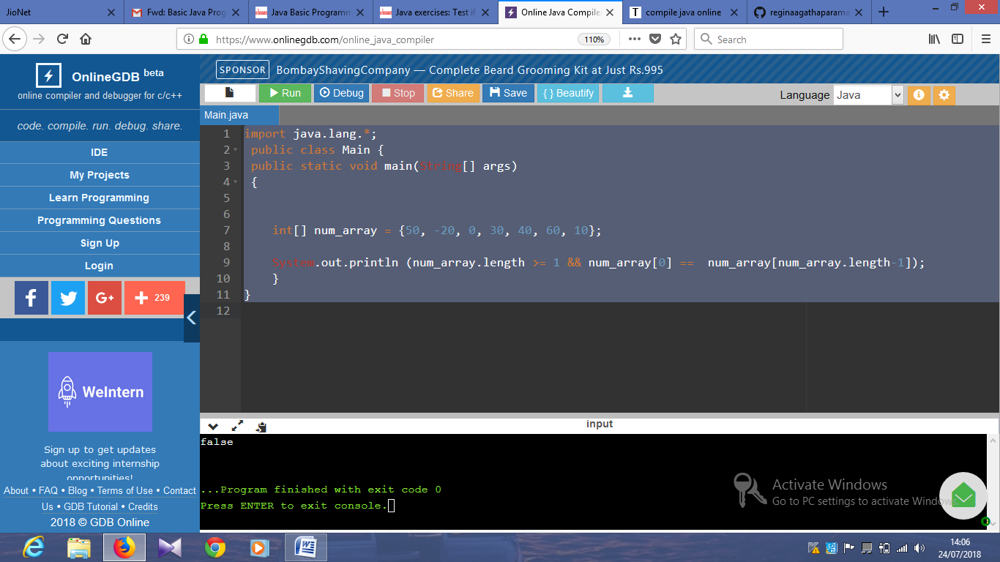 JioNet
Fwd: Basic Java Prog
Java Basic Programm
Java exercises: Test if
Online Java Compiler
compile java online
reginaagathaparama
https://www.onlinegdb.com/online_java_compiler
110%
Search
OnlineGDB beta
online compiler and debugger for c/c++
code. compile. run. debug. share.
IDE
My Projects
Learn Programming
Programming Questions
Sign Up
Login
239
WeIntern
Sign up to get updates
about exciting internship
opportunities!
About • FAQ • Blog • Terms of Use • Contact
Us • GDB Tutorial • Credits
2018 © GDB Online
SPONSOR BombayShavingCompany — Complete Beard Grooming Kit at Just Rs.995
Run Debug Stop Share Save { } Beautify
Language Java
Main.java
1 import java.lang.*;
2 public class Main {
3 public static void main(String[] args)
4 {
5
6
7 int[] num_array = {50, -20, 0, 30, 40, 60, 10};
8
9 System.out.println (num_array.length >= 1 && num_array[0] == num_array[num_array.length-1]);
10 }
11 }
12
input
false
...Program finished with exit code 0
Press ENTER to exit console.
Activate Windows
Go to PC settings to activate Windows.
14:06
24/07/2018